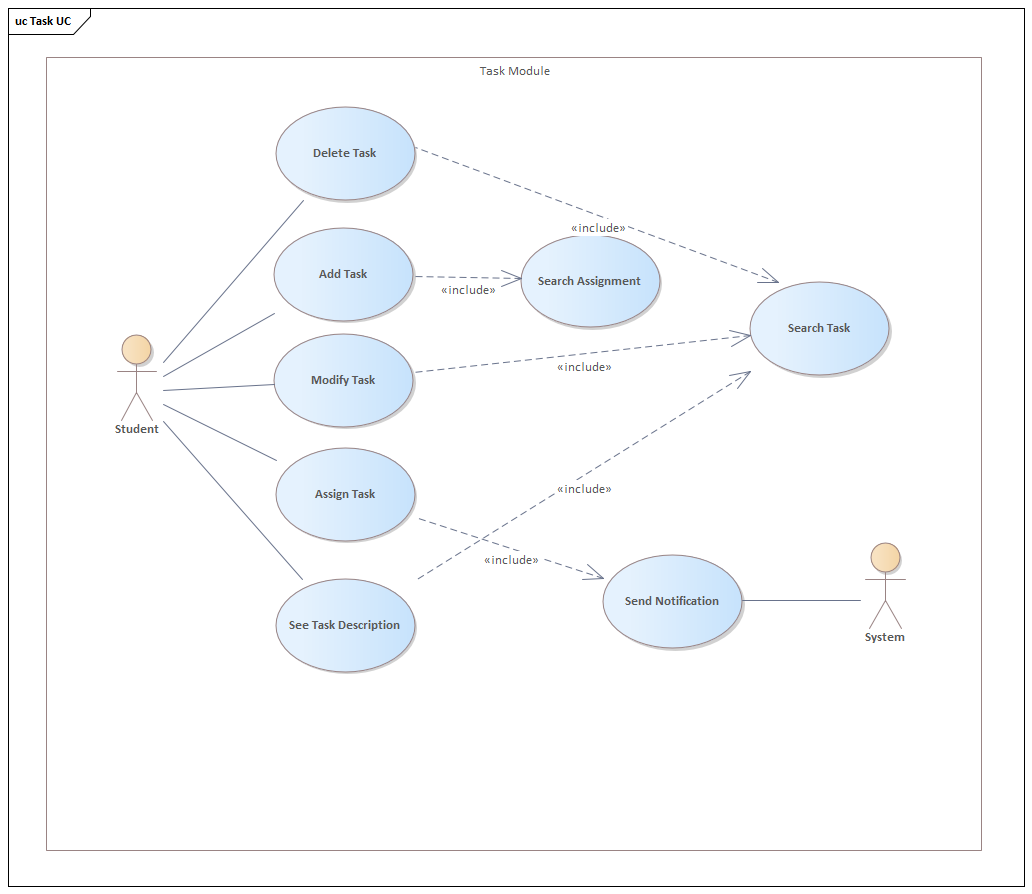 uc Task UC
Task Module
Delete Task
«include»
Add Task
Search Assignment
«include»
Search Task
Modify Task
«include»
Student
Assign Task
«include»
«include»
Send Notification
See Task Description
System